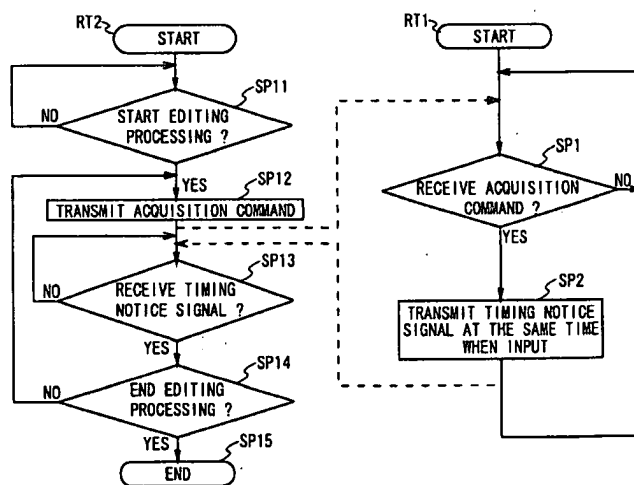 RT2
START
SP11
NO
START EDITING
PROCESSING ?
YES
SP12
TRANSMIT ACQUISITION COMMAND
SP13
NO
RECEIVE TIMING
NOTICE SIGNAL ?
YES
SP14
NO
END EDITING
PROCESSING ?
YES
SP15
END
RT1
START
SP1
NO
RECEIVE ACQUISITION
COMMAND ?
YES
SP2
TRANSMIT TIMING NOTICE
SIGNAL AT THE SAME TIME
WHEN INPUT